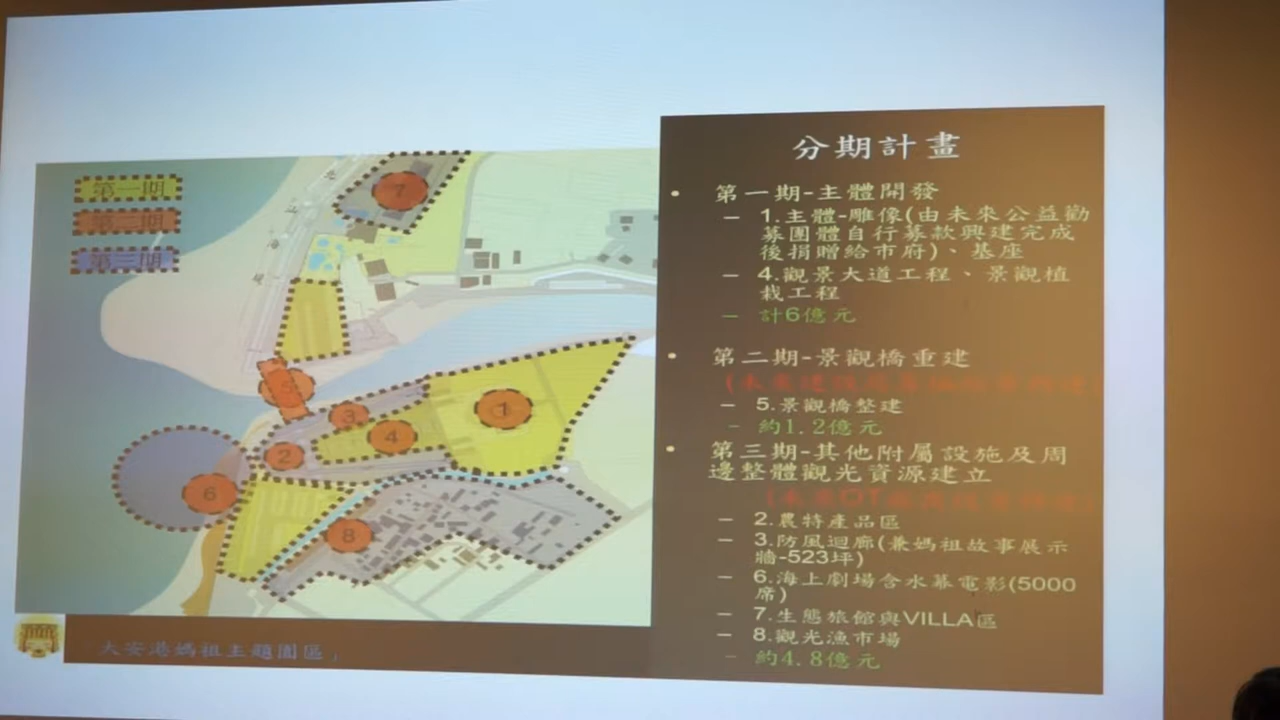 第一期
第二期
第三期
7
5
3
4
1
2
6
8
大安港媽祖主題園區」
分期計畫
• 第一期-主體開發
– 1.主體-雕像(由未來公益勸
募團體自行募款興建完成
後捐贈給市府)、基座
– 4.觀景大道工程、景觀植
栽工程
– 計6億元
• 第二期-景觀橋重建
– 5.景觀橋整建
– 約1.2億元
• 第三期-其他附屬設施及周
邊整體觀光資源建立
– 2.農特產品區
– 3.防風迴廊(兼媽祖故事展示
牆-523坪)
– 6.海上劇場含水幕電影(5000
席)
– 7.生態旅館與VILLA區
– 8.觀光漁市場
– 約4.8億元